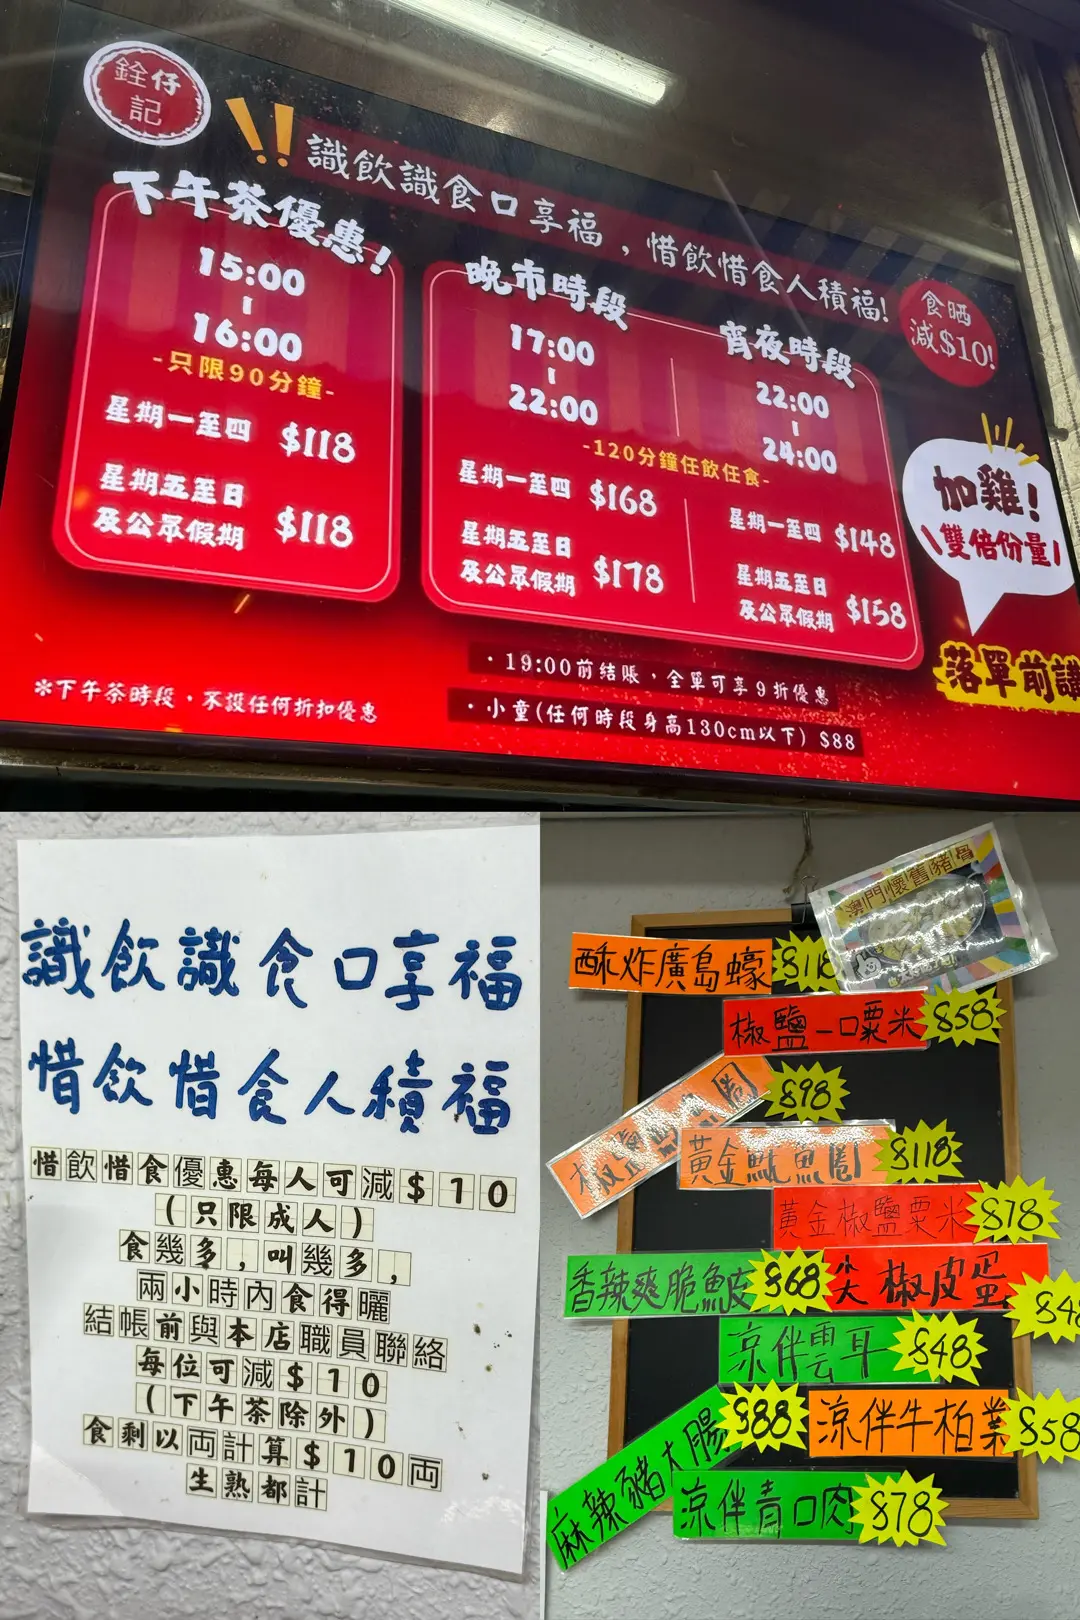 銓仔
記
!! 識飲識食口享福，惜飲惜食人積福!
食晒
減$10!
下午茶優惠!
15:00
-
16:00
-只限90分鐘-
星期一至四 $118
星期五至日
及公眾假期 $118
晚市時段
17:00
-
22:00
宵夜時段
22:00
-
24:00
-120分鐘任飲任食-
星期一至四 $168
星期五至日
及公眾假期 $178
星期一至四 $148
星期五至日
及公眾假期 $158
加雞!
\雙倍份量/
落單前講
·19:00前結賬，全單可享9折優惠
·小童(任何時段身高130cm以下) $88
*下午茶時段，不設任何折扣優惠
識飲識食口享福
惜飲惜食人積福
惜飲惜食優惠每人可減$10
(只限成人)
食幾多，叫幾多，
兩小時內食得曬
結帳前與本店職員聯絡
每位可減$10
(下午茶除外)
食剩以両計算$10両
生熟都計
澳門懷舊豬骨
酥炸廣島蠔 $118
椒鹽一口粟米 $58
$98
黃金魷魚圈 $118
黃金椒鹽粟米 $78
香辣爽脆魚皮 $68
尖椒皮蛋
涼伴雲耳 $48
麻辣豬大腸 $88
涼伴牛柏葉 $58
涼伴青口肉 $78